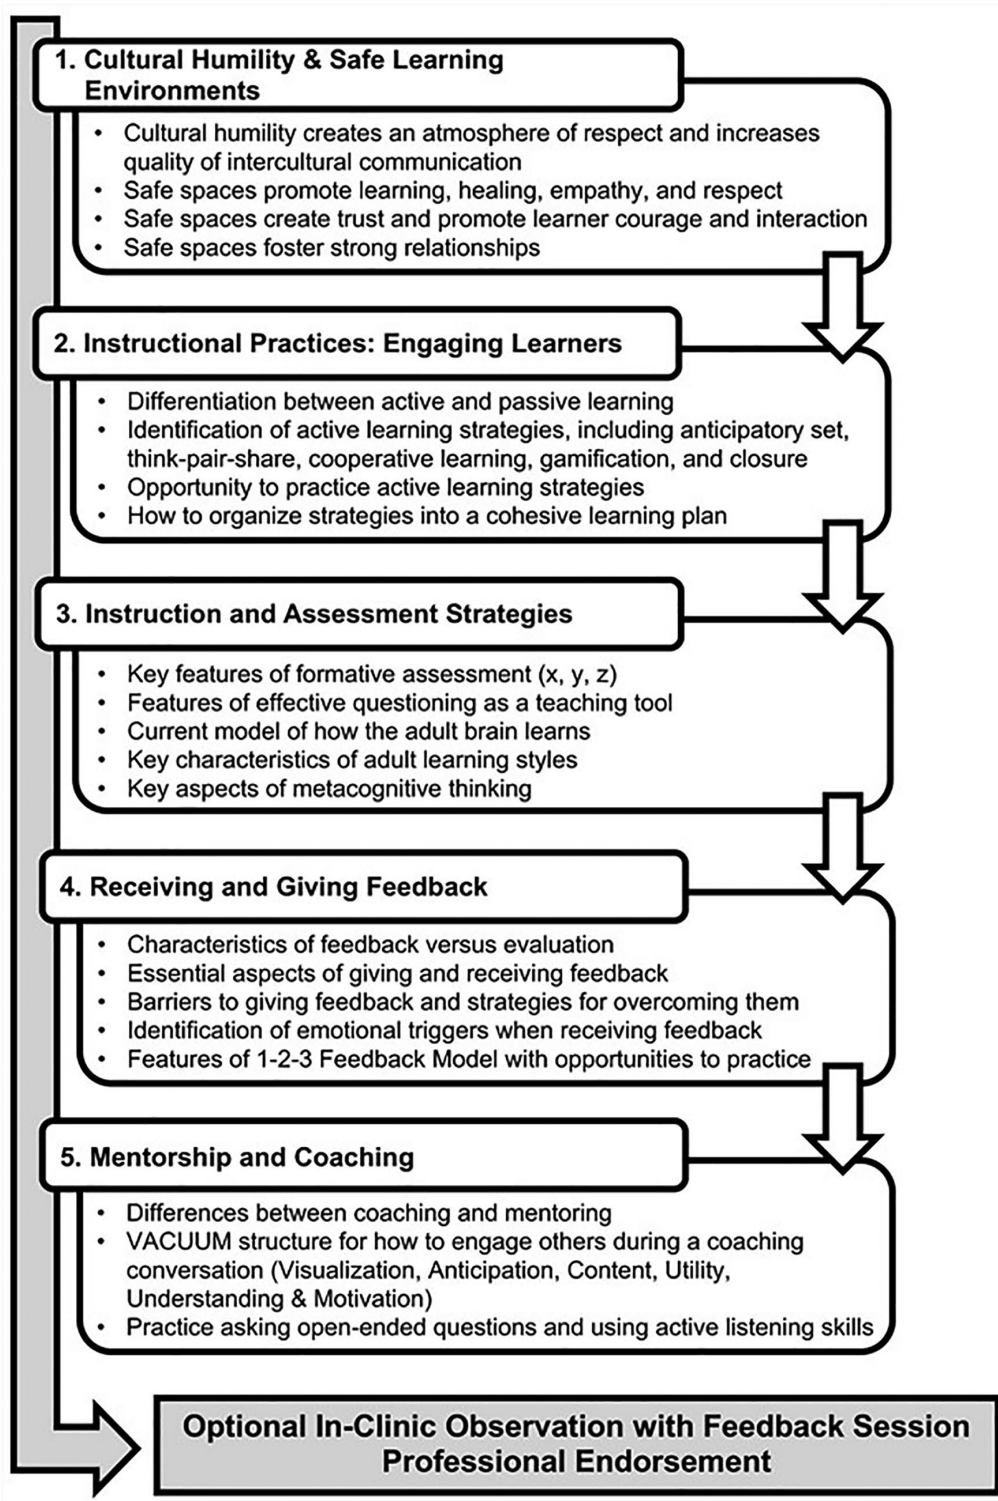 1. Cultural Humility & Safe Learning
Environments
• Cultural humility creates an atmosphere of respect and increases
quality of intercultural communication
• Safe spaces promote learning, healing, empathy, and respect
• Safe spaces create trust and promote learner courage and interaction
• Safe spaces foster strong relationships
2. Instructional Practices: Engaging Learners
• Differentiation between active and passive learning
• Identification of active learning strategies, including anticipatory set,
think-pair-share, cooperative learning, gamification, and closure
• Opportunity to practice active learning strategies
• How to organize strategies into a cohesive learning plan
3. Instruction and Assessment Strategies
• Key features of formative assessment (x, y, z)
• Features of effective questioning as a teaching tool
• Current model of how the adult brain learns
• Key characteristics of adult learning styles
• Key aspects of metacognitive thinking
4. Receiving and Giving Feedback
• Characteristics of feedback versus evaluation
• Essential aspects of giving and receiving feedback
• Barriers to giving feedback and strategies for overcoming them
• Identification of emotional triggers when receiving feedback
• Features of 1-2-3 Feedback Model with opportunities to practice
5. Mentorship and Coaching
• Differences between coaching and mentoring
• VACUUM structure for how to engage others during a coaching
conversation (Visualization, Anticipation, Content, Utility,
Understanding & Motivation)
• Practice asking open-ended questions and using active listening skills
Optional In-Clinic Observation with Feedback Session
Professional Endorsement